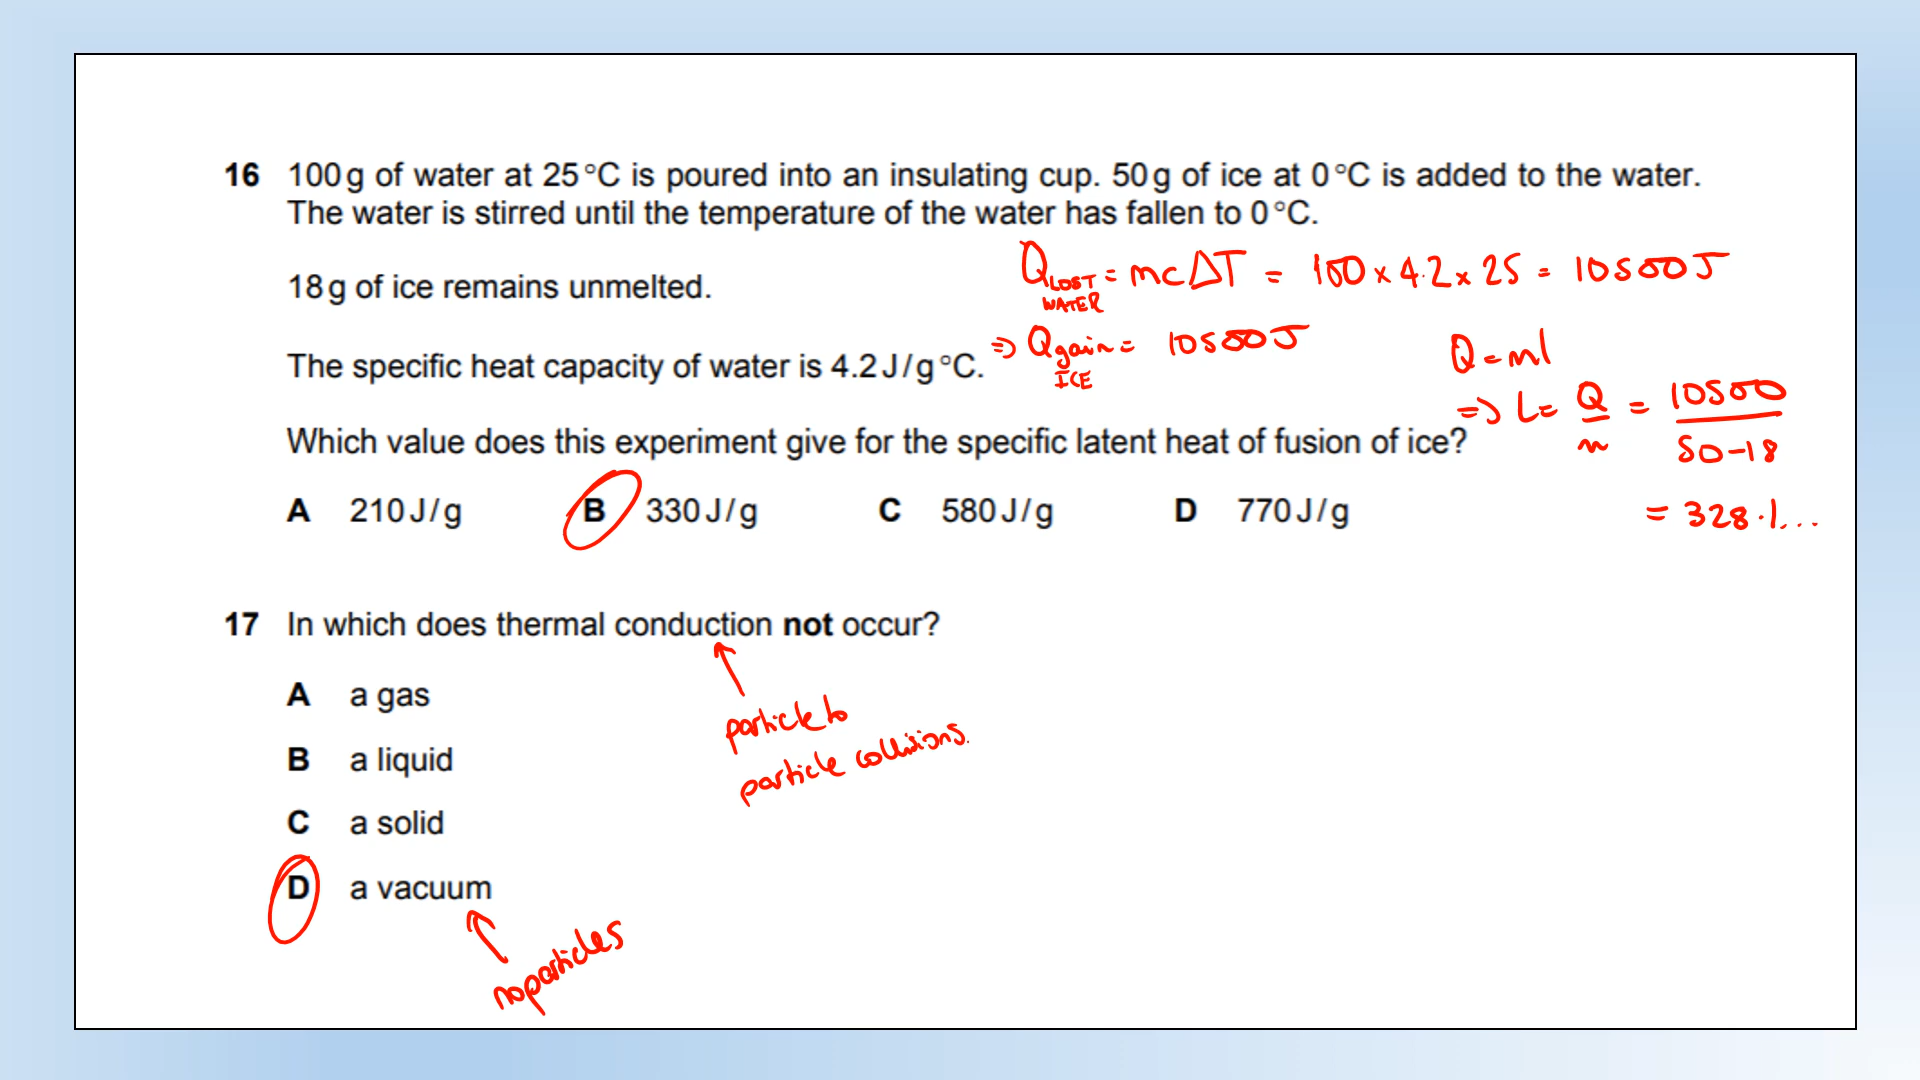 16 100 g of water at 25 °C is poured into an insulating cup. 50 g of ice at 0 °C is added to the water.
The water is stirred until the temperature of the water has fallen to 0 °C.
Q LOST WATER = mcΔT = 100 × 4.2 × 25 = 10500 J
18 g of ice remains unmelted.
⇒ Q gain ICE = 10500 J
Q = ml
The specific heat capacity of water is 4.2 J / g °C.
⇒ L = Q/m = 10500/50-18
Which value does this experiment give for the specific latent heat of fusion of ice?
A 210 J / g B 330 J / g C 580 J / g D 770 J / g
= 328.1...
17 In which does thermal conduction not occur?
A a gas
particle to
particle collisions.
B a liquid
C a solid
D a vacuum
no particles